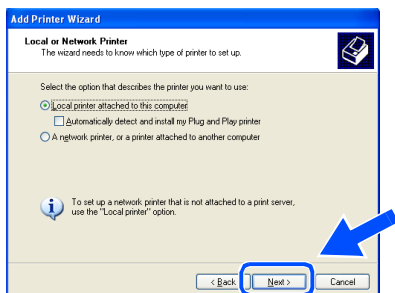 Add Printer Wizard
Local or Network Printer
The wizard needs to know which type of printer to set up.
Select the option that describes the printer you want to use:
Local printer attached to this computer
Automatically detect and install my Plug and Play printer
A network printer, or a printer attached to another computer
To set up a network printer that is not attached to a print server,
use the "Local printer" option.
< Back Next > Cancel